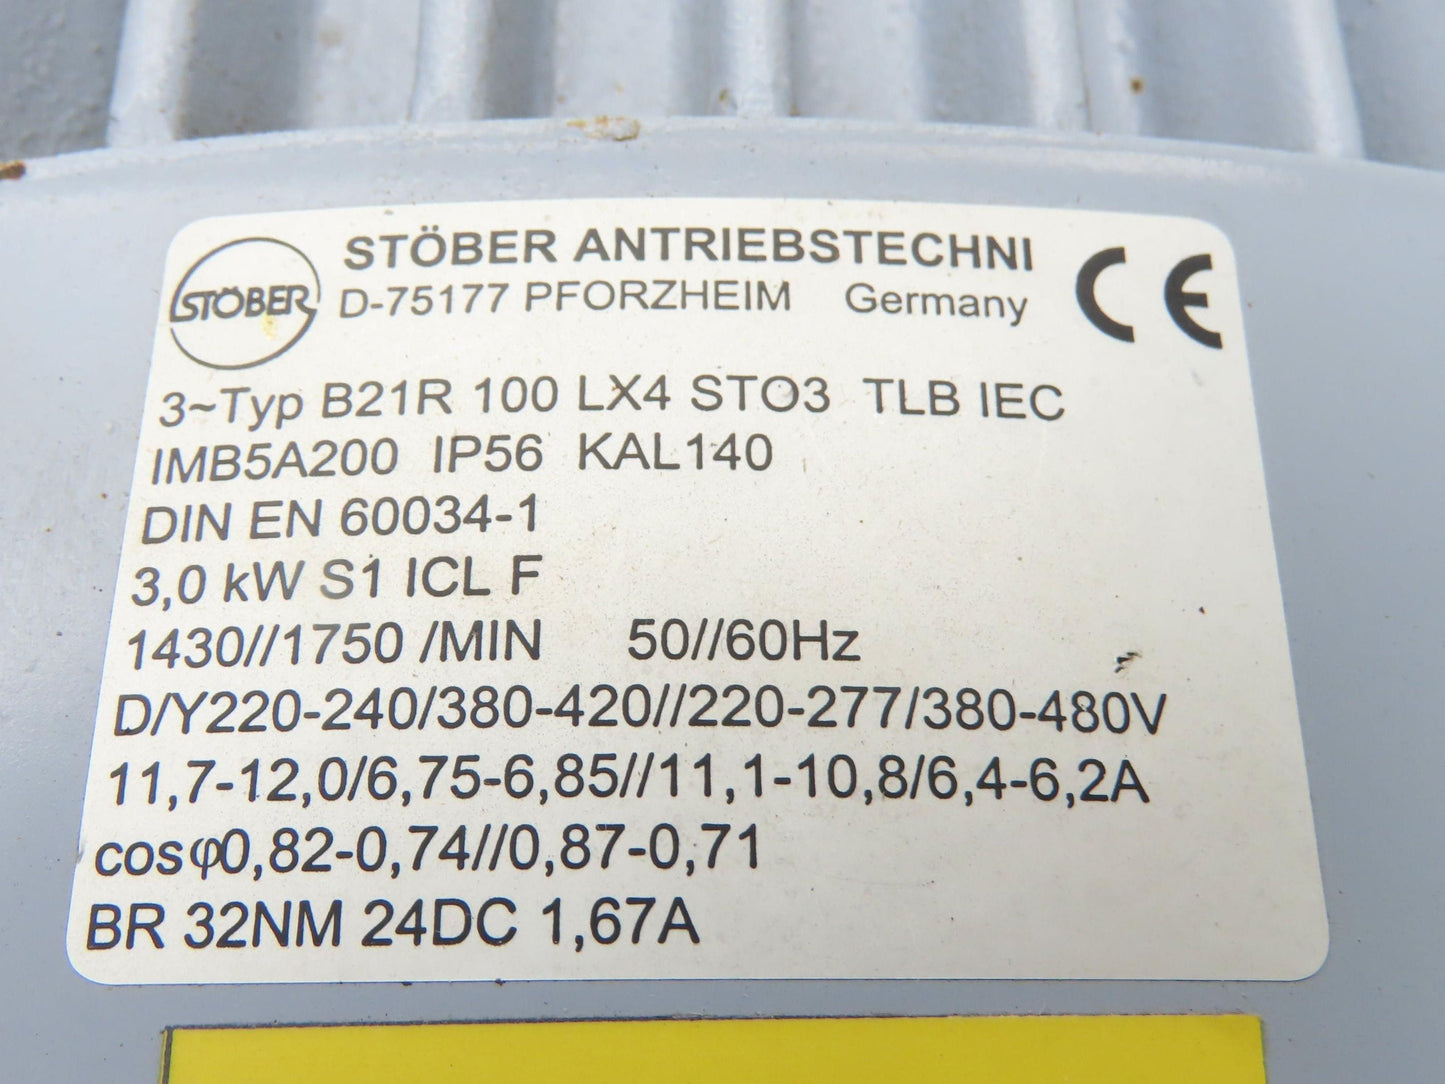 STÖBER
STÖBER ANTRIEBSTECHNI
D-75177 PFORZHEIM Germany
CE
3~Typ B21R 100 LX4 STO3 TLB IEC
IMB5A200 IP56 KAL140
DIN EN 60034-1
3,0 kW S1 ICL F
1430//1750 /MIN 50//60Hz
D/Y220-240/380-420//220-277/380-480V
11,7-12,0/6,75-6,85//11,1-10,8/6,4-6,2A
cosφ0,82-0,74//0,87-0,71
BR 32NM 24DC 1,67A